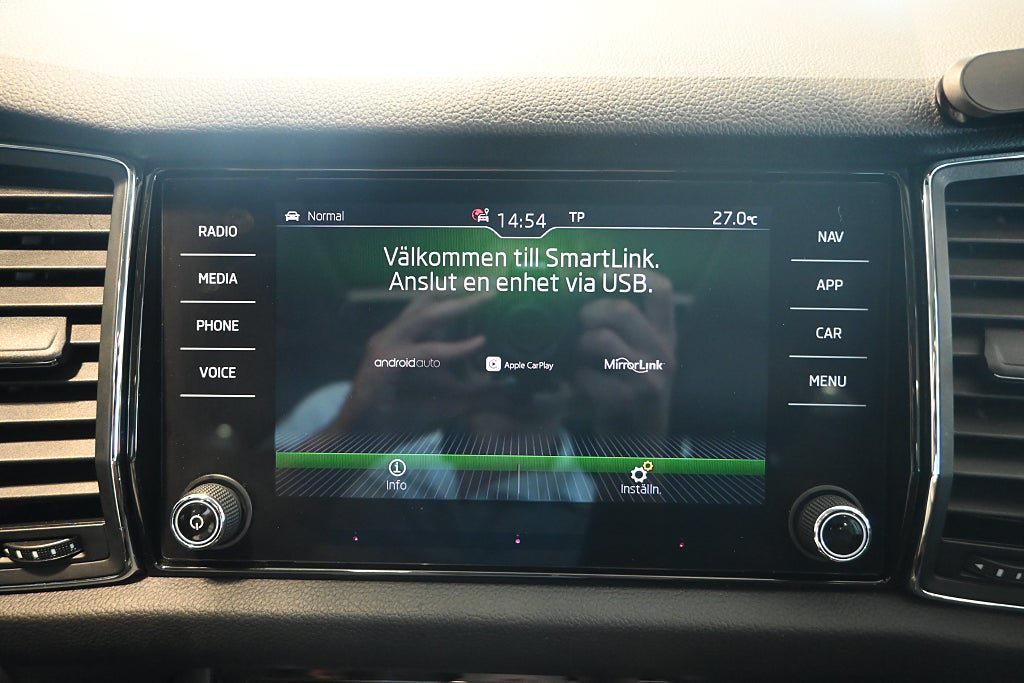 RADIO
MEDIA
PHONE
VOICE
Normal
14:54
TP
27.0°C
Välkommen till SmartLink.
Anslut en enhet via USB.
androidauto
Apple CarPlay
MirrorLink
Info
Inställn.
NAV
APP
CAR
MENU